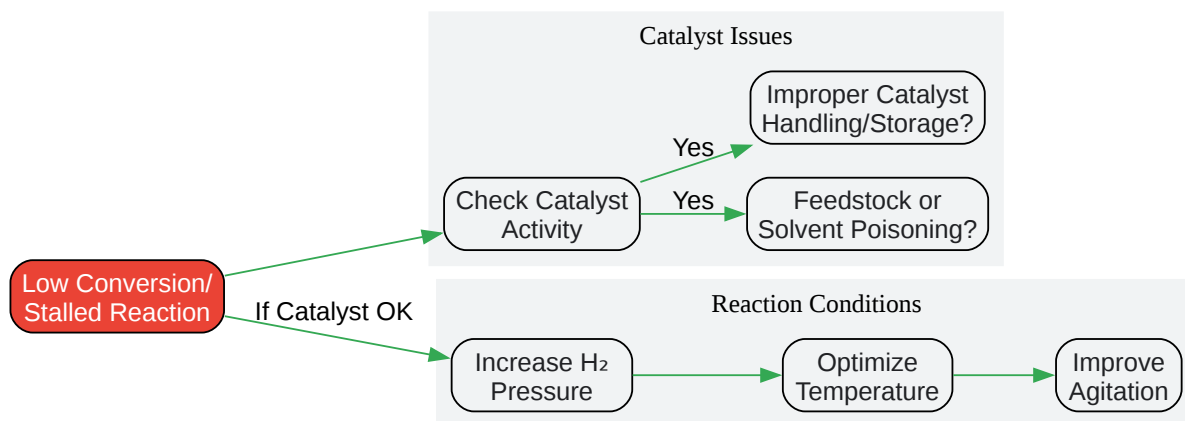 Catalyst Issues
Improper Catalyst
Handling/Storage?
Yes
Check Catalyst
Activity
Yes
Feedstock or
Solvent Poisoning?
Low Conversion/
Stalled Reaction
If Catalyst OK
Reaction Conditions
Increase H₂
Pressure
Optimize
Temperature
Improve
Agitation